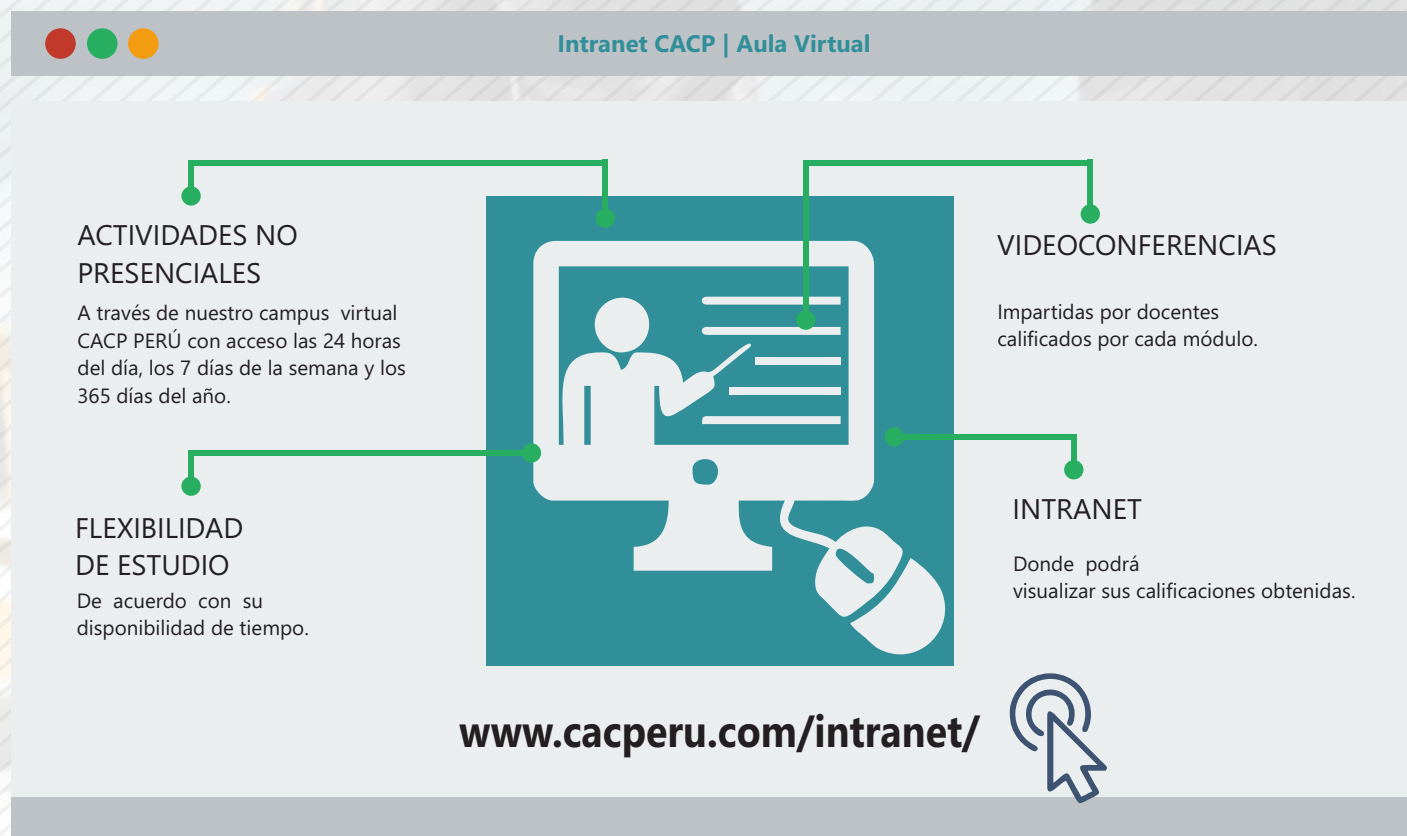 Intranet CACP | Aula Virtual
ACTIVIDADES NO
PRESENCIALES
A través de nuestro campus virtual
CACP PERÚ con acceso las 24 horas
del día, los 7 días de la semana y los
365 días del año.
VIDEOCONFERENCIAS
Impartidas por docentes
calificados por cada módulo.
FLEXIBILIDAD
DE ESTUDIO
De acuerdo con su
disponibilidad de tiempo.
INTRANET
Donde podrá
visualizar sus calificaciones obtenidas.
www.cacperu.com/intranet/